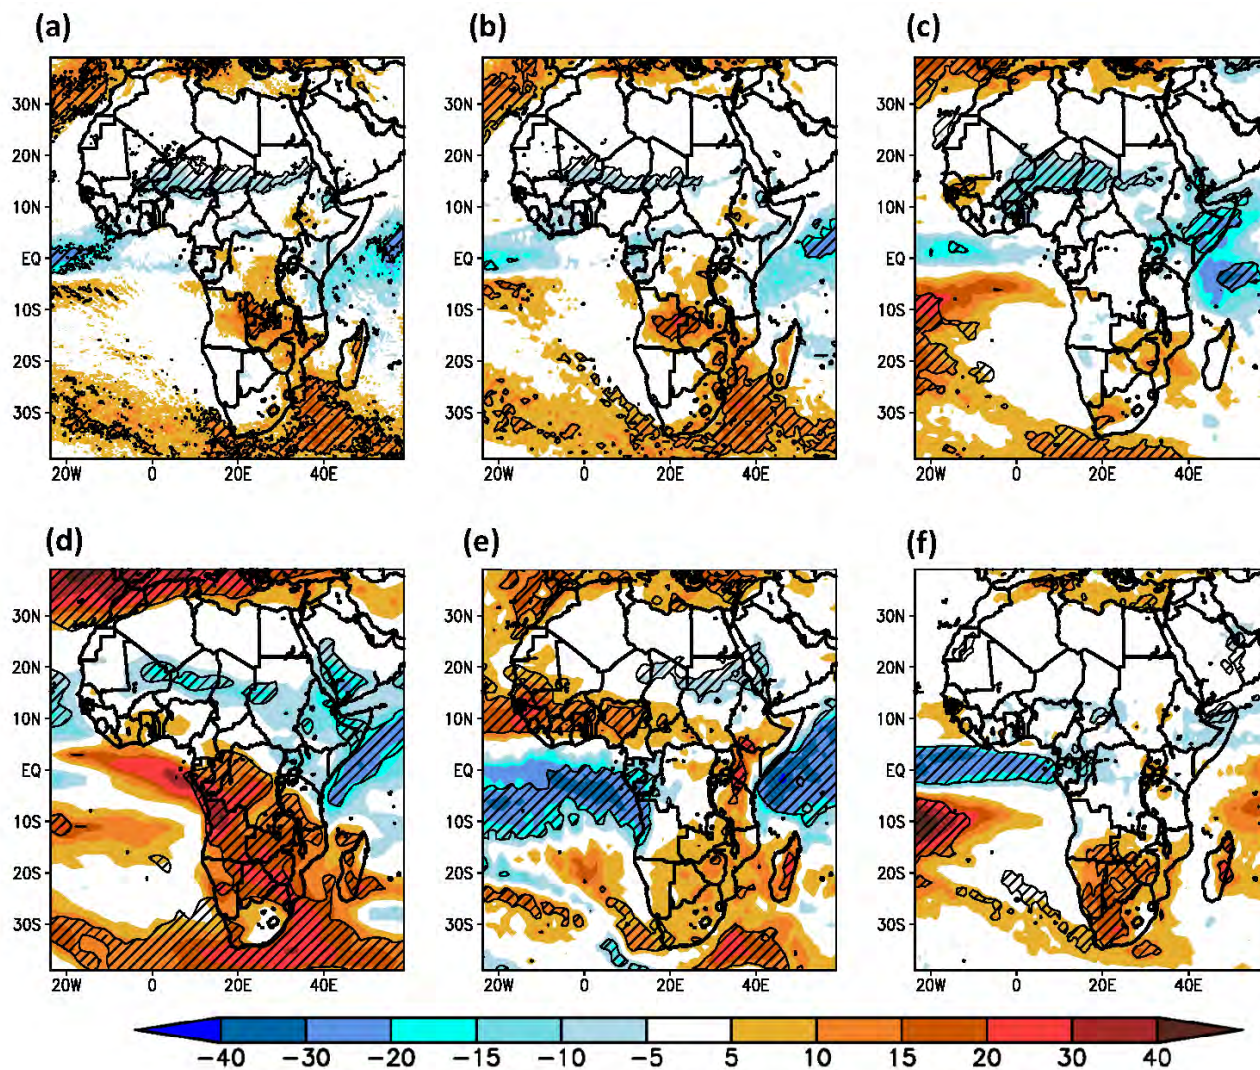 (a) (b) (c)
30N 30N 30N
20N 20N 20N
10N 10N 10N
EQ EQ EQ
10S 10S 10S
20S 20S 20S
30S 30S 30S
20W 0 20E 40E 20W 0 20E 40E 20W 0 20E 40E
(d) (e) (f)
30N 30N 30N
20N 20N 20N
10N 10N 10N
EQ EQ EQ
10S 10S 10S
20S 20S 20S
30S 30S 30S
20W 0 20E 40E 20W 0 20E 40E 20W 0 20E 40E
−40 −30 −20 −15 −10 −5 5 10 15 20 30 40